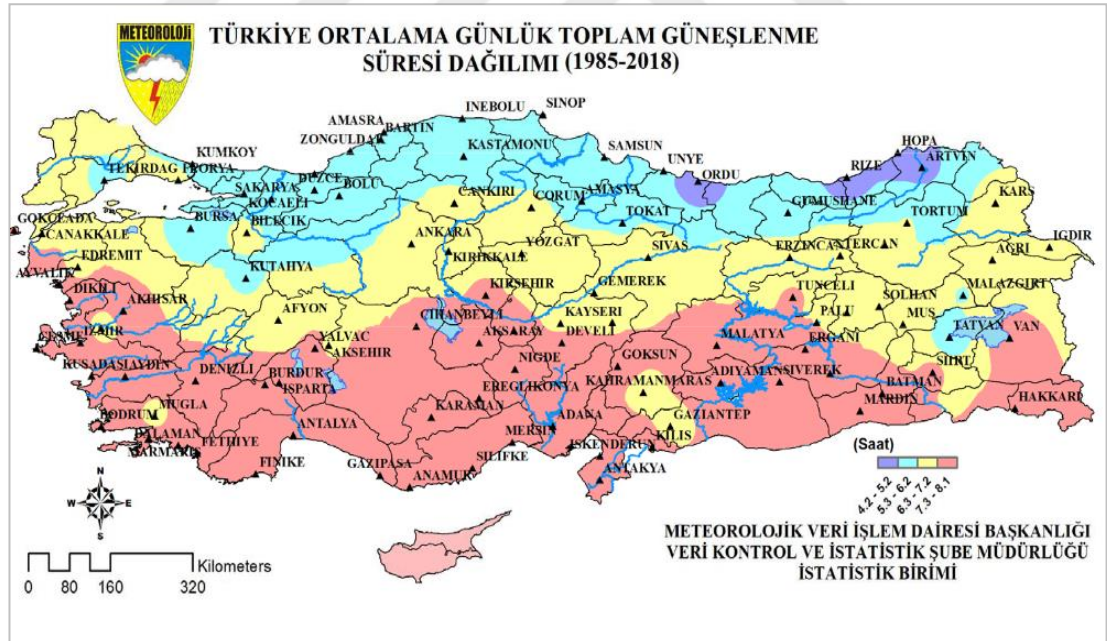 METEOROLOJİ
TÜRKİYE ORTALAMA GÜNLÜK TOPLAM GÜNEŞLENME
SÜRESİ DAĞILIMI (1985-2018)
INEBOLU
SINOP
AMASRA
BARTIN
ZONGULDAK
KASTAMONU
SAMSUN
UNYE
ORDU
HOPA
RIZE
ARTVIN
KUMKOY
TEKIRDAG
FLORYA
DUZCE
BOLU
SAKARYA
KOCAELI
CANKIRI
CORUM
AMASYA
TOKAT
GUMUSHANE
KARS
TORTUM
GOKCEADA
CANAKKALE
BURSA
BILECIK
ANKARA
YOZGAT
SIVAS
ERZINCAN
TERCAN
IGDIR
AGRI
EDREMIT
KIRIKKALE
AYVALIK
KUTAHYA
DIKILI
AKHISAR
KIRSEHIR
GEMEREK
TUNCELI
SOLHAN
MALAZGIRT
AFYON
CIHANBEYLI
KAYSERI
PALU
MUS
IZMIR
CESME
YALVAC
AKSARAY
DEVELI
MALATYA
ERGANI
TATVAN
VAN
AKSEHIR
KUSADASI
AYDIN
DENIZLI
BURDUR
ISPARTA
NIGDE
GOKSUN
SIIRT
EREGLIKONYA
KAHRAMANMARAS
ADIYAMAN
SIVEREK
BATMAN
BODRUM
MUGLA
KARAMAN
ADANA
GAZIANTEP
MARDIN
HAKKARI
DALAMAN
FETHIYE
ANTALYA
MERSIN
KILIS
MARMARIS
FINIKE
GAZIPASA
SILIFKE
ISKENDERUN
ANAMUR
ANTAKYA
(Saat)
4.2 - 5.2
5.3 - 6.2
6.3 - 7.2
7.3 - 8.1
N
W
E
S
METEOROLOJİK VERİ İŞLEM DAİRESİ BAŞKANLIĞI
VERİ KONTROL VE İSTATİSTİK ŞUBE MÜDÜRLÜĞÜ
İSTATİSTİK BİRİMİ
Kilometers
0 40 80 160 320